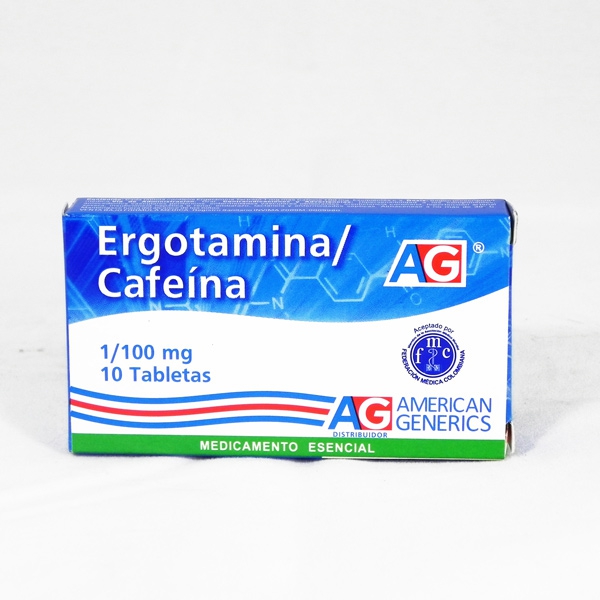 Ergotamina/
Cafeína
AG®
1/100 mg
10 Tabletas
Aceptado por
fmc
FEDERACIÓN MÉDICA COLOMBIANA
AG AMERICAN
GENERICS
DISTRIBUIDOR
MEDICAMENTO ESENCIAL